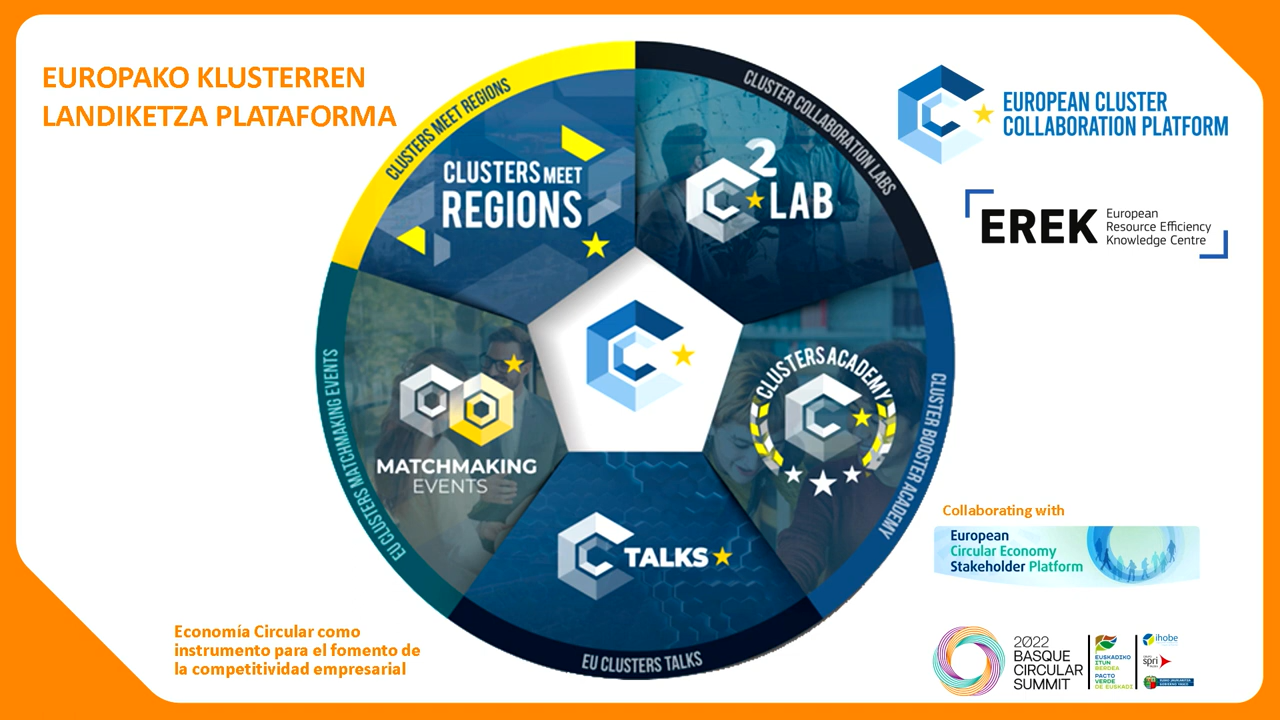 EUROPAKO KLUSTERREN
LANDIKETZA PLATAFORMA
CLUSTERS MEET REGIONS
CLUSTERS MEET
REGIONS
CLUSTER COLLABORATION LABS
2
LAB
EUROPEAN CLUSTER
COLLABORATION PLATFORM
EREK
European
Resource Efficiency
Knowledge Centre
EU CLUSTERS MATCHMAKING EVENTS
MATCHMAKING
EVENTS
CLUSTERS ACADEMY
CLUSTER BOOSTER ACADEMY
TALKS
EU CLUSTERS TALKS
Collaborating with
European
Circular Economy
Stakeholder Platform
Economía Circular como
instrumento para el fomento de
la competitividad empresarial
2022
BASQUE
CIRCULAR
SUMMIT
EUSKADIKO
ITUN
BERDEA
PACTO
VERDE
DE EUSKADI
ihobe
spri